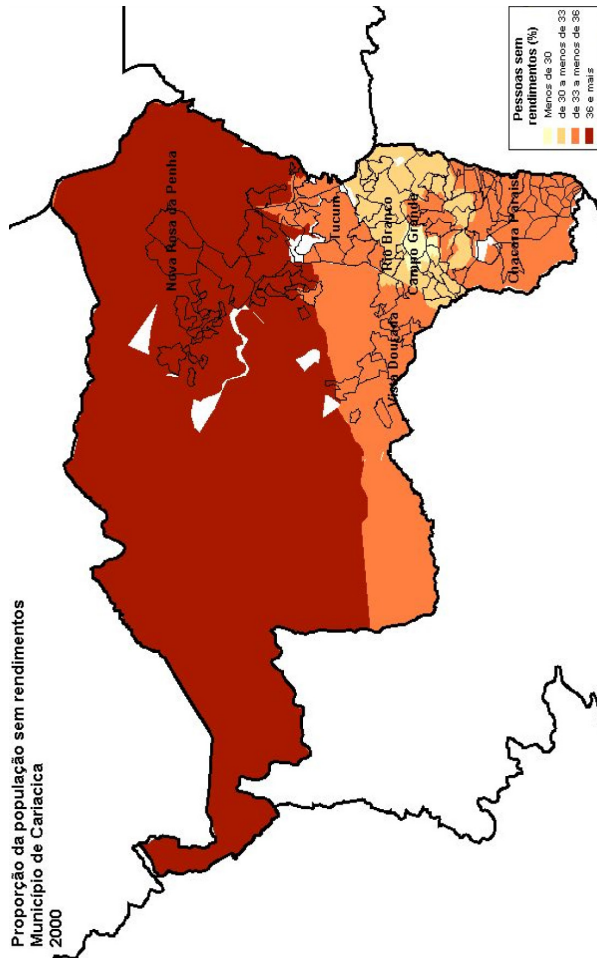 Proporção da população sem rendimentos
Município de Cariacica
2000
Nova Rosa da Penha
Tucum
Rio Branco
Campo Grande
Vista Dourada
Chacara Parais
Pessoas sem
rendimentos (%)
Menos de 30
de 30 a menos de 33
de 33 a menos de 36
36 e mais